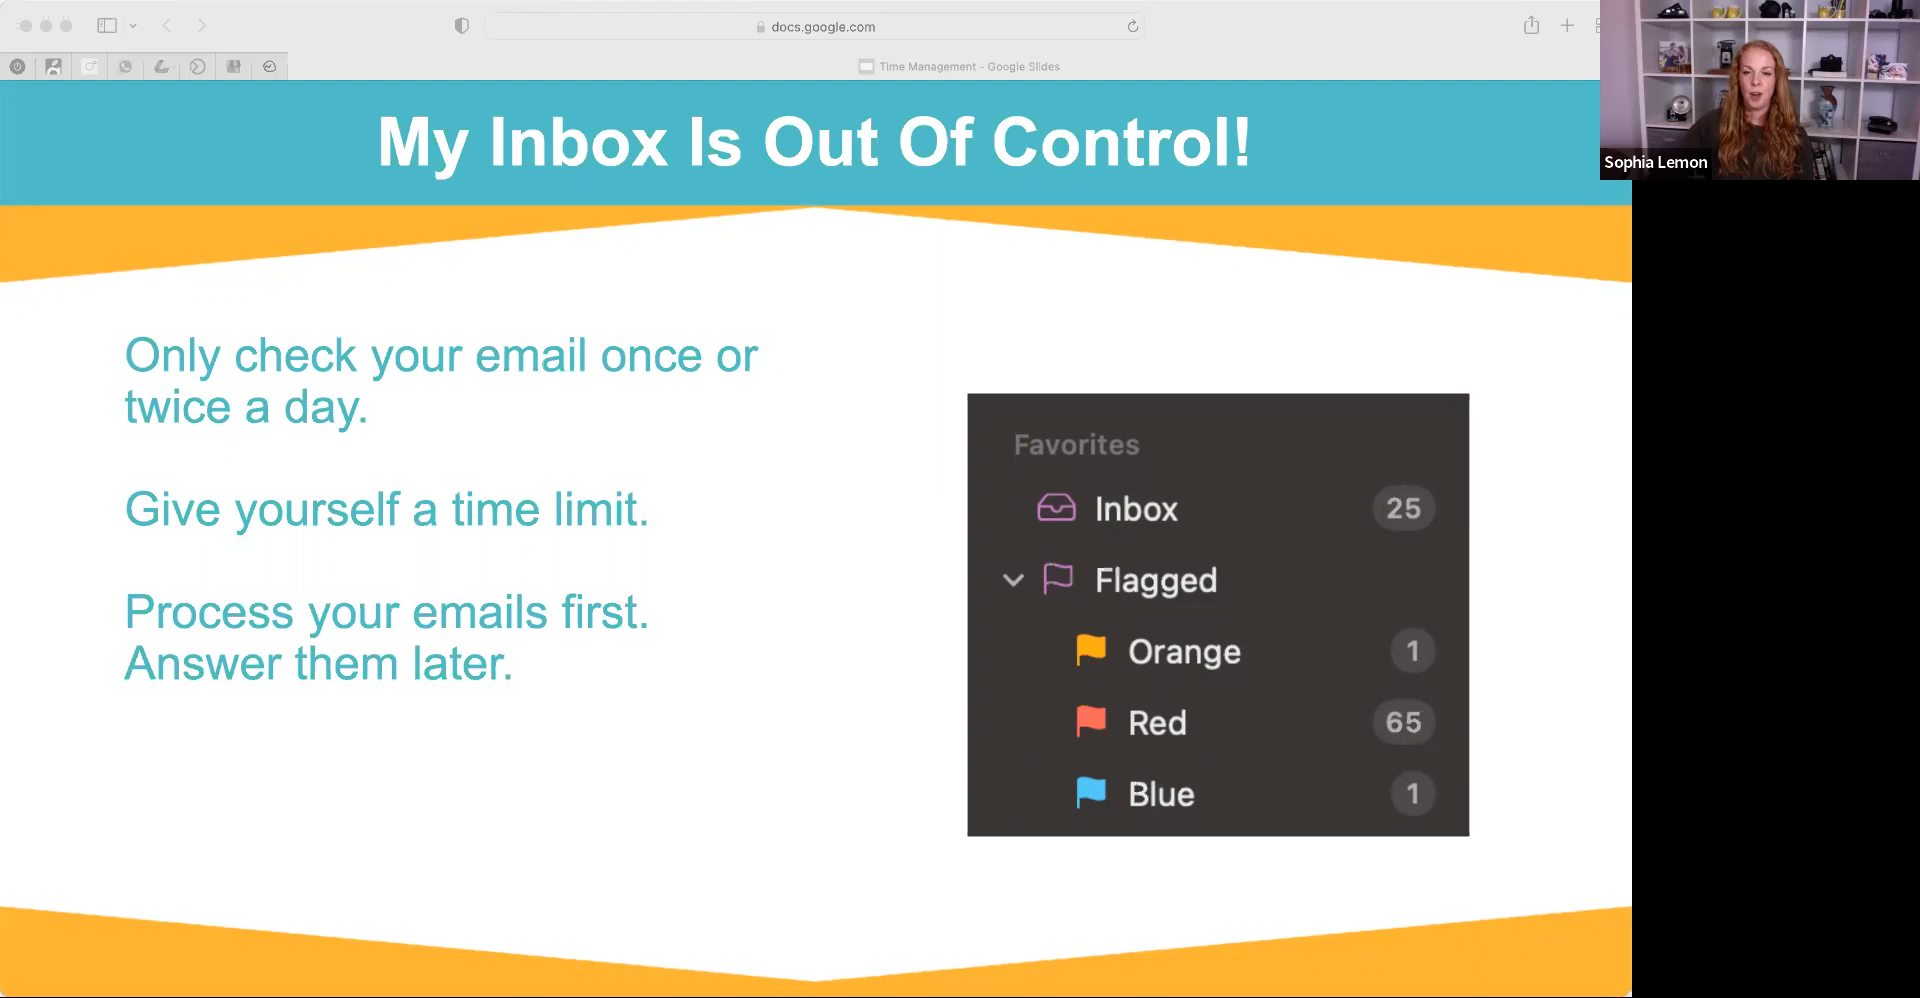 docs.google.com
Time Management - Google Slides
My Inbox Is Out Of Control!
Sophia Lemon
Only check your email once or
twice a day.
Give yourself a time limit.
Process your emails first.
Answer them later.
Favorites
Inbox 25
Flagged
Orange 1
Red 65
Blue 1